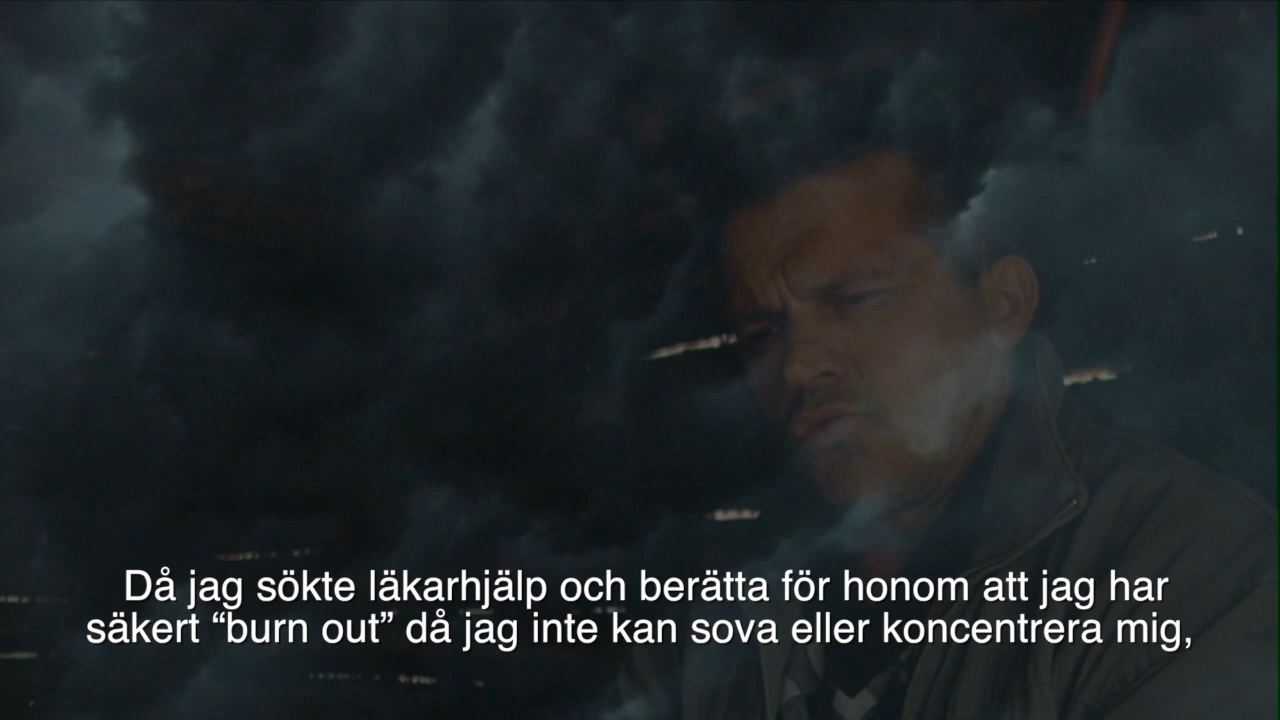 Då jag sökte läkarhjälp och berätta för honom att jag har
säkert “burn out” då jag inte kan sova eller koncentrera mig,